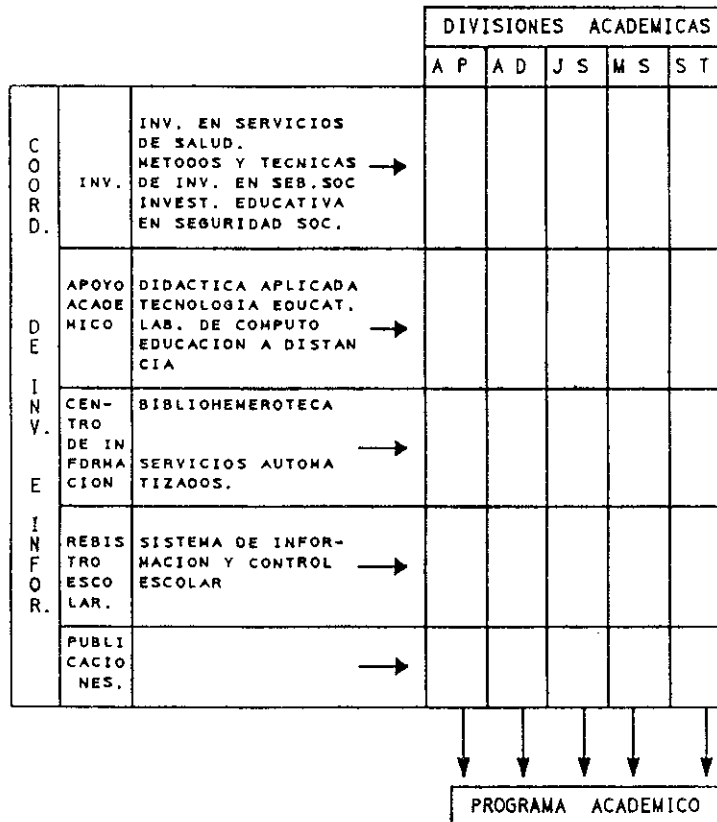 DIVISIONES ACADEMICAS
A P A D J S M S S T
COORD. DE INV. E INFOR.
INV.
INV. EN SERVICIOS
DE SALUD.
METODOS Y TECNICAS
DE INV. EN SEB.SOC
INVEST. EDUCATIVA
EN SEGURIDAD SOC.
APOYO
ACADE
MICO
DIDACTICA APLICADA
TECNOLOGIA EDUCAT.
LAB. DE COMPUTO
EDUCACION A DISTAN
CIA
CEN-
TRO
DE IN
FORMA
CION
BIBLIOHEMEROTECA
SERVICIOS AUTOMA
TIZADOS.
REBIS
TRO
ESCO
LAR.
SISTEMA DE INFOR-
MACION Y CONTROL
ESCOLAR
PUBLI
CACIO
NES.
PROGRAMA ACADEMICO